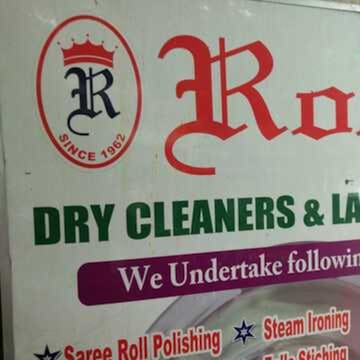 R
SINCE 1962
Ro
DRY CLEANERS & LA
We Undertake followin
Saree Roll Polishing
Steam Ironing